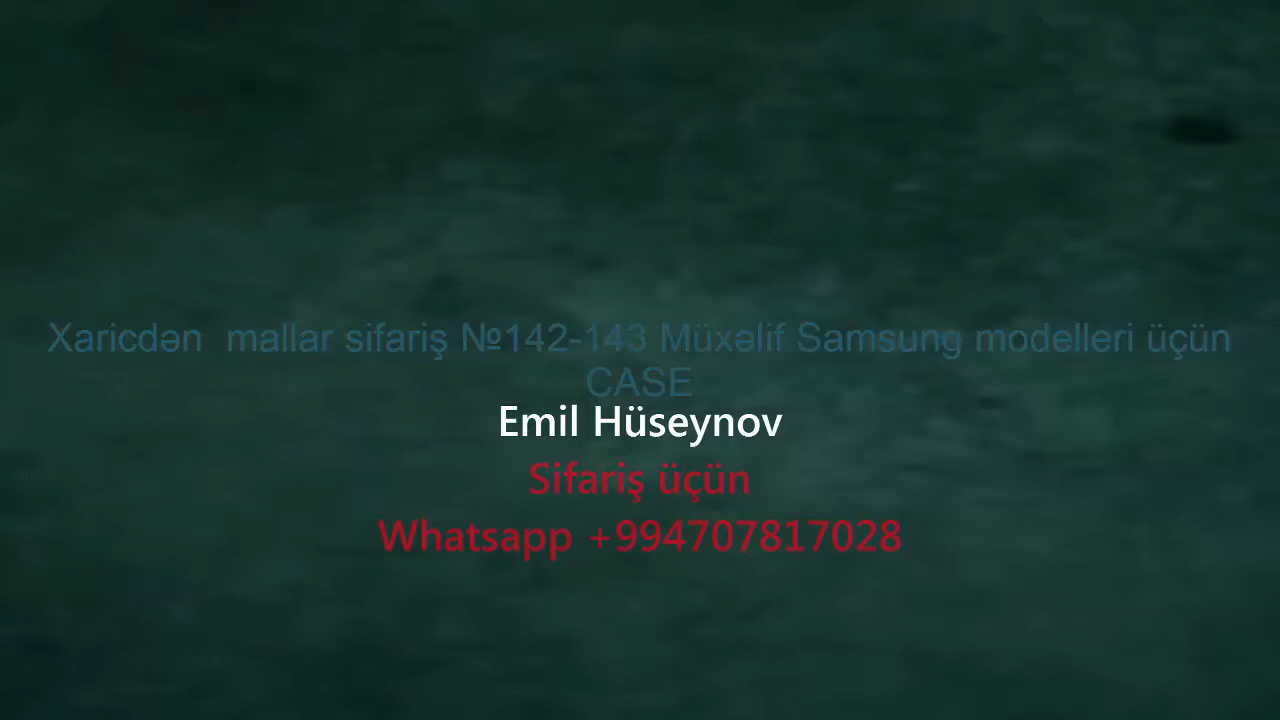 Xaricdən mallar sifariş №142-143 Müxəlif Samsung modelleri üçün
CASE
Emil Hüseynov
Sifariş üçün
Whatsapp +994707817028